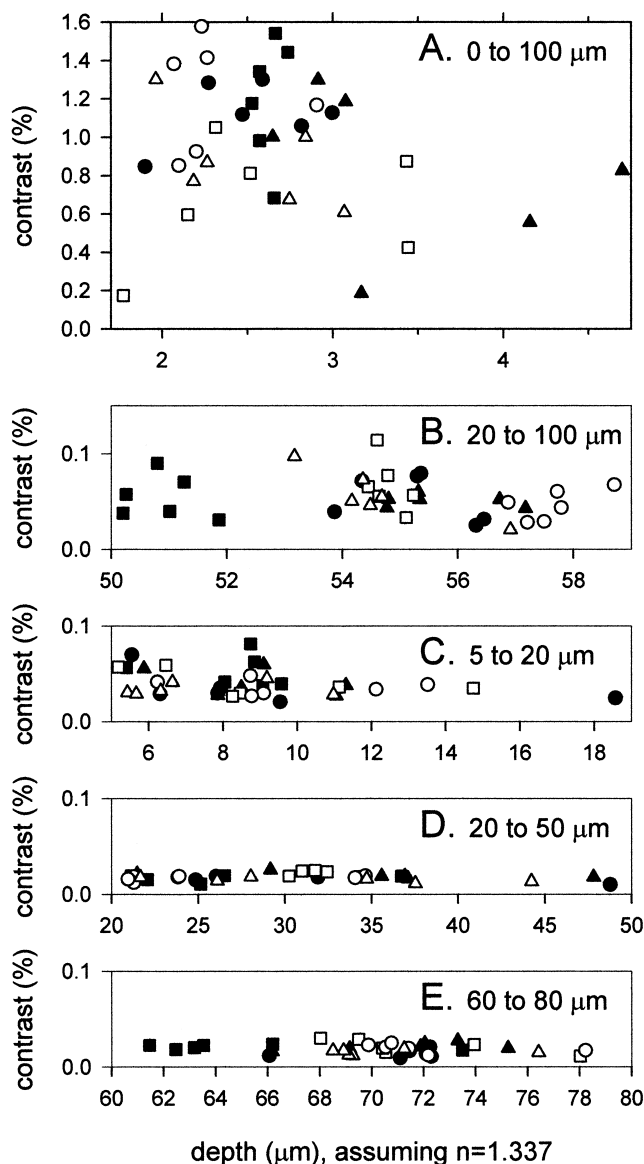 A. 0 to 100 μm
contrast (%)
1.6
1.4
1.2
1.0
0.8
0.6
0.4
0.2
0.0
2 3 4
B. 20 to 100 μm
contrast (%)
0.1
0.0
50 52 54 56 58
C. 5 to 20 μm
contrast (%)
0.1
0.0
6 8 10 12 14 16 18
D. 20 to 50 μm
contrast (%)
0.1
0.0
20 25 30 35 40 45 50
E. 60 to 80 μm
contrast (%)
0.1
0.0
60 62 64 66 68 70 72 74 76 78 80
depth (μm), assuming n=1.337